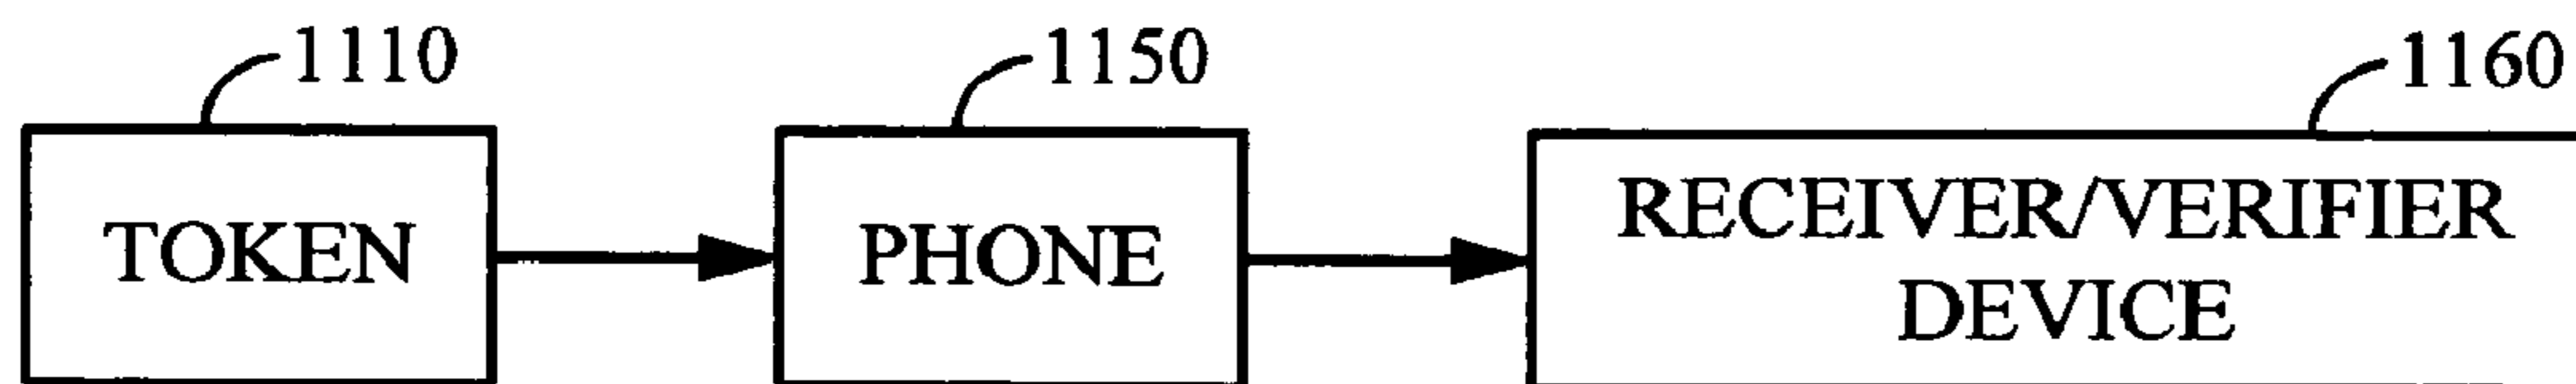 1110
1150
1160
TOKEN
PHONE
RECEIVER/VERIFIER
DEVICE